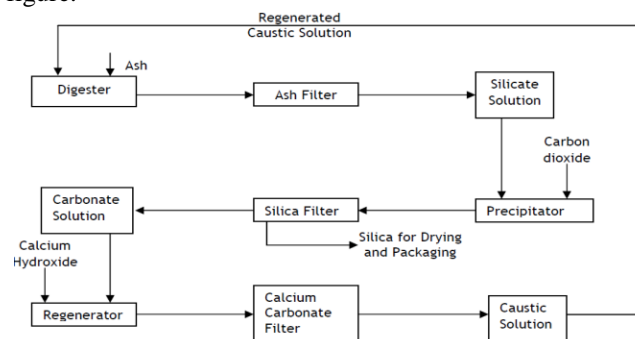 figure.
Regenerated
Caustic Solution
Ash
Digester
Ash Filter
Silicate
Solution
Carbon
dioxide
Carbonate
Solution
Silica Filter
Precipitator
Calcium
Hydroxide
Silica for Drying
and Packaging
Regenerator
Calcium
Carbonate
Filter
Caustic
Solution